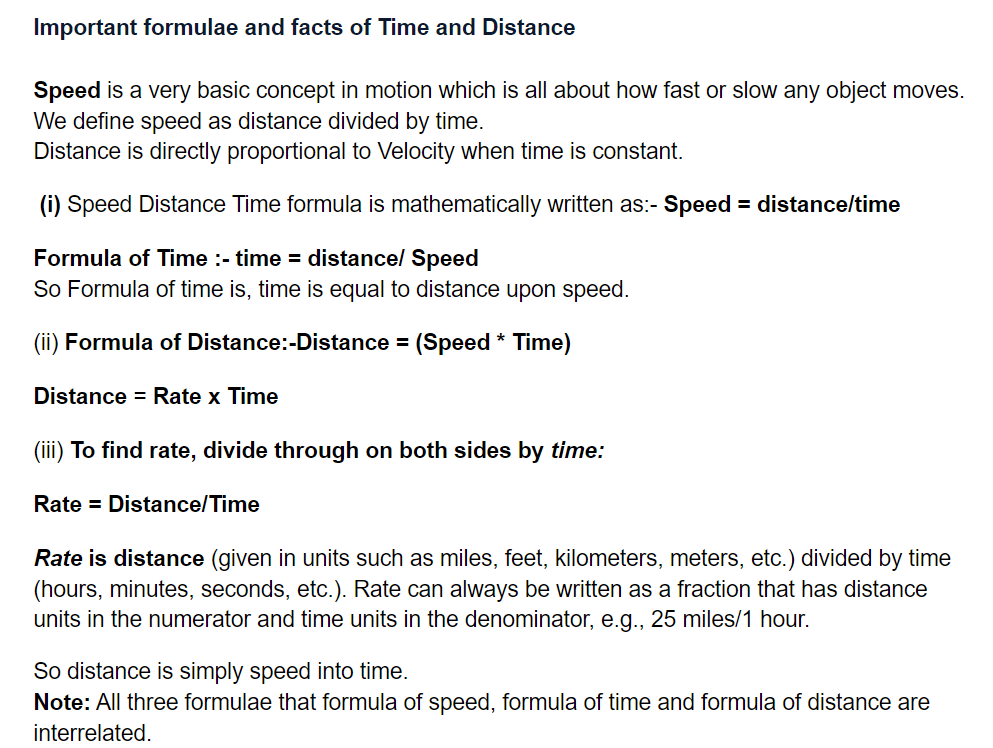 Important formulae and facts of Time and Distance
Speed is a very basic concept in motion which is all about how fast or slow any object moves.
We define speed as distance divided by time.
Distance is directly proportional to Velocity when time is constant.
(i) Speed Distance Time formula is mathematically written as:- Speed = distance/time
Formula of Time :- time = distance/ Speed
So Formula of time is, time is equal to distance upon speed.
(ii) Formula of Distance:-Distance = (Speed * Time)
Distance = Rate x Time
(iii) To find rate, divide through on both sides by time:
Rate = Distance/Time
Rate is distance (given in units such as miles, feet, kilometers, meters, etc.) divided by time
(hours, minutes, seconds, etc.). Rate can always be written as a fraction that has distance
units in the numerator and time units in the denominator, e.g., 25 miles/1 hour.
So distance is simply speed into time.
Note: All three formulae that formula of speed, formula of time and formula of distance are
interrelated.